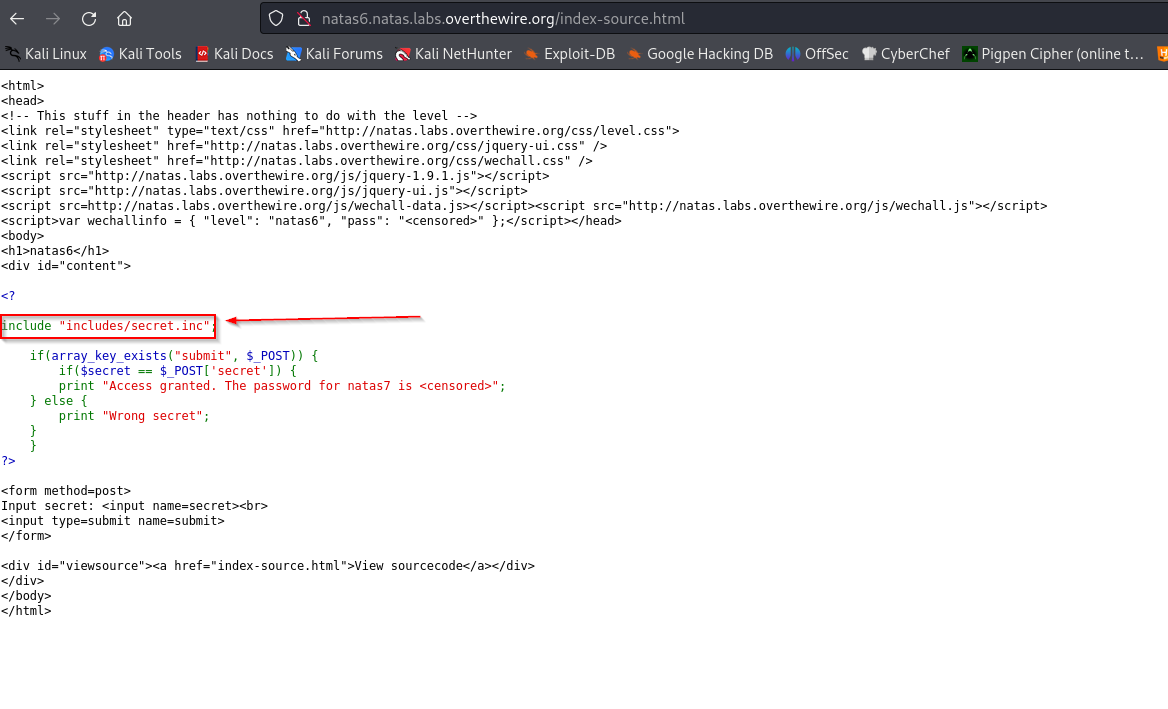 natas6.natas.labs.overthewire.org/index-source.html
Kali Linux Kali Tools Kali Docs Kali Forums Kali NetHunter Exploit-DB Google Hacking DB OffSec CyberChef Pigpen Cipher (online t…
<html>
<head>
<!-- This stuff in the header has nothing to do with the level -->
<link rel="stylesheet" type="text/css" href="http://natas.labs.overthewire.org/css/level.css">
<link rel="stylesheet" href="http://natas.labs.overthewire.org/css/jquery-ui.css" />
<link rel="stylesheet" href="http://natas.labs.overthewire.org/css/wechall.css" />
<script src="http://natas.labs.overthewire.org/js/jquery-1.9.1.js"></script>
<script src="http://natas.labs.overthewire.org/js/jquery-ui.js"></script>
<script src=http://natas.labs.overthewire.org/js/wechall-data.js></script><script src="http://natas.labs.overthewire.org/js/wechall.js"></script>
<script>var wechallinfo = { "level": "natas6", "pass": "<censored>" };</script></head>
<body>
<h1>natas6</h1>
<div id="content">
<?
include "includes/secret.inc";
if(array_key_exists("submit", $_POST)) {
if($secret == $_POST['secret']) {
print "Access granted. The password for natas7 is <censored>";
} else {
print "Wrong secret";
}
}
?>
<form method=post>
Input secret: <input name=secret><br>
<input type=submit name=submit>
</form>
<div id="viewsource"><a href="index-source.html">View sourcecode</a></div>
</div>
</body>
</html>